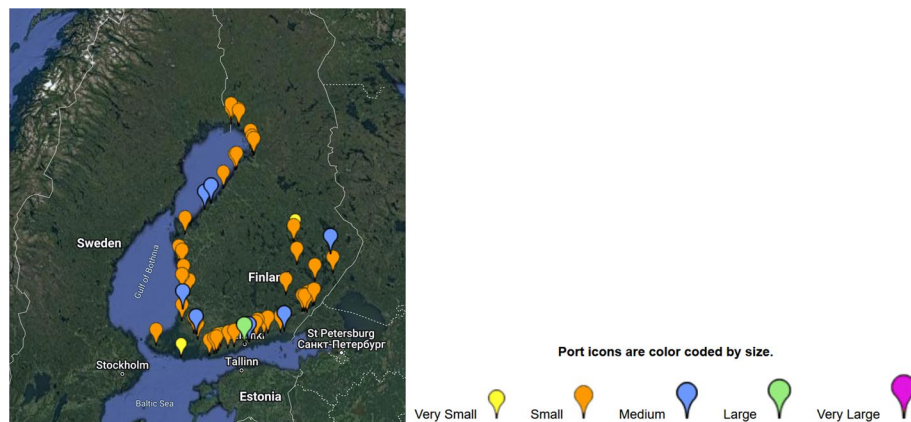 Sweden
Gulf of Bothnia
Finlan
St Petersburg
Санкт-Петербург
Tallinn
Stockholm
Estonia
Baltic Sea
Port icons are color coded by size.
Very Small Small Medium Large Very Large